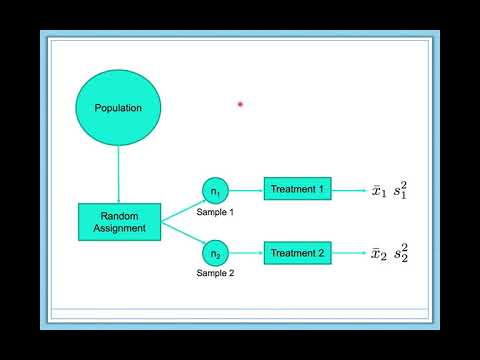 Population
Random
Assignment
n₁
Sample 1
Treatment 1
x̄₁ s₁²
n₂
Sample 2
Treatment 2
x̄₂ s₂²